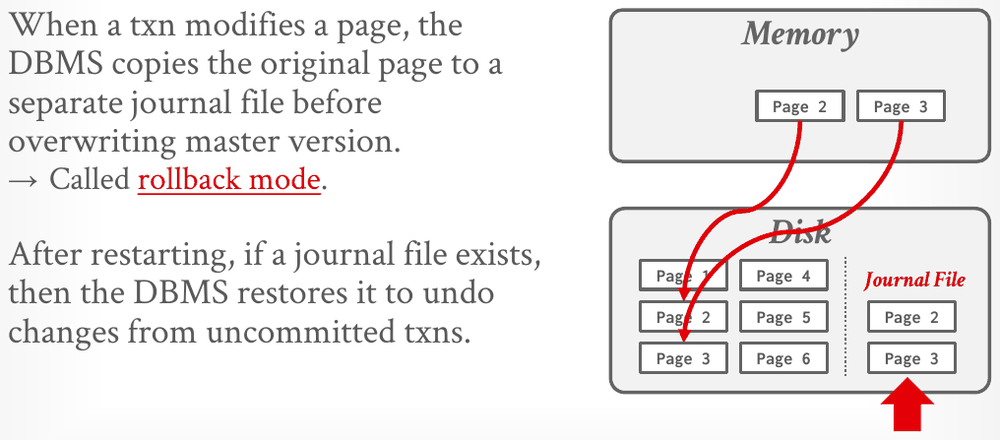 When a txn modifies a page, the
DBMS copies the original page to a
separate journal file before
overwriting master version.
→ Called rollback mode.
After restarting, if a journal file exists,
then the DBMS restores it to undo
changes from uncommitted txns.
Memory
Page 2
Page 3
Disk
Page 1
Page 4
Page 2
Page 5
Page 3
Page 6
Journal File
Page 2
Page 3